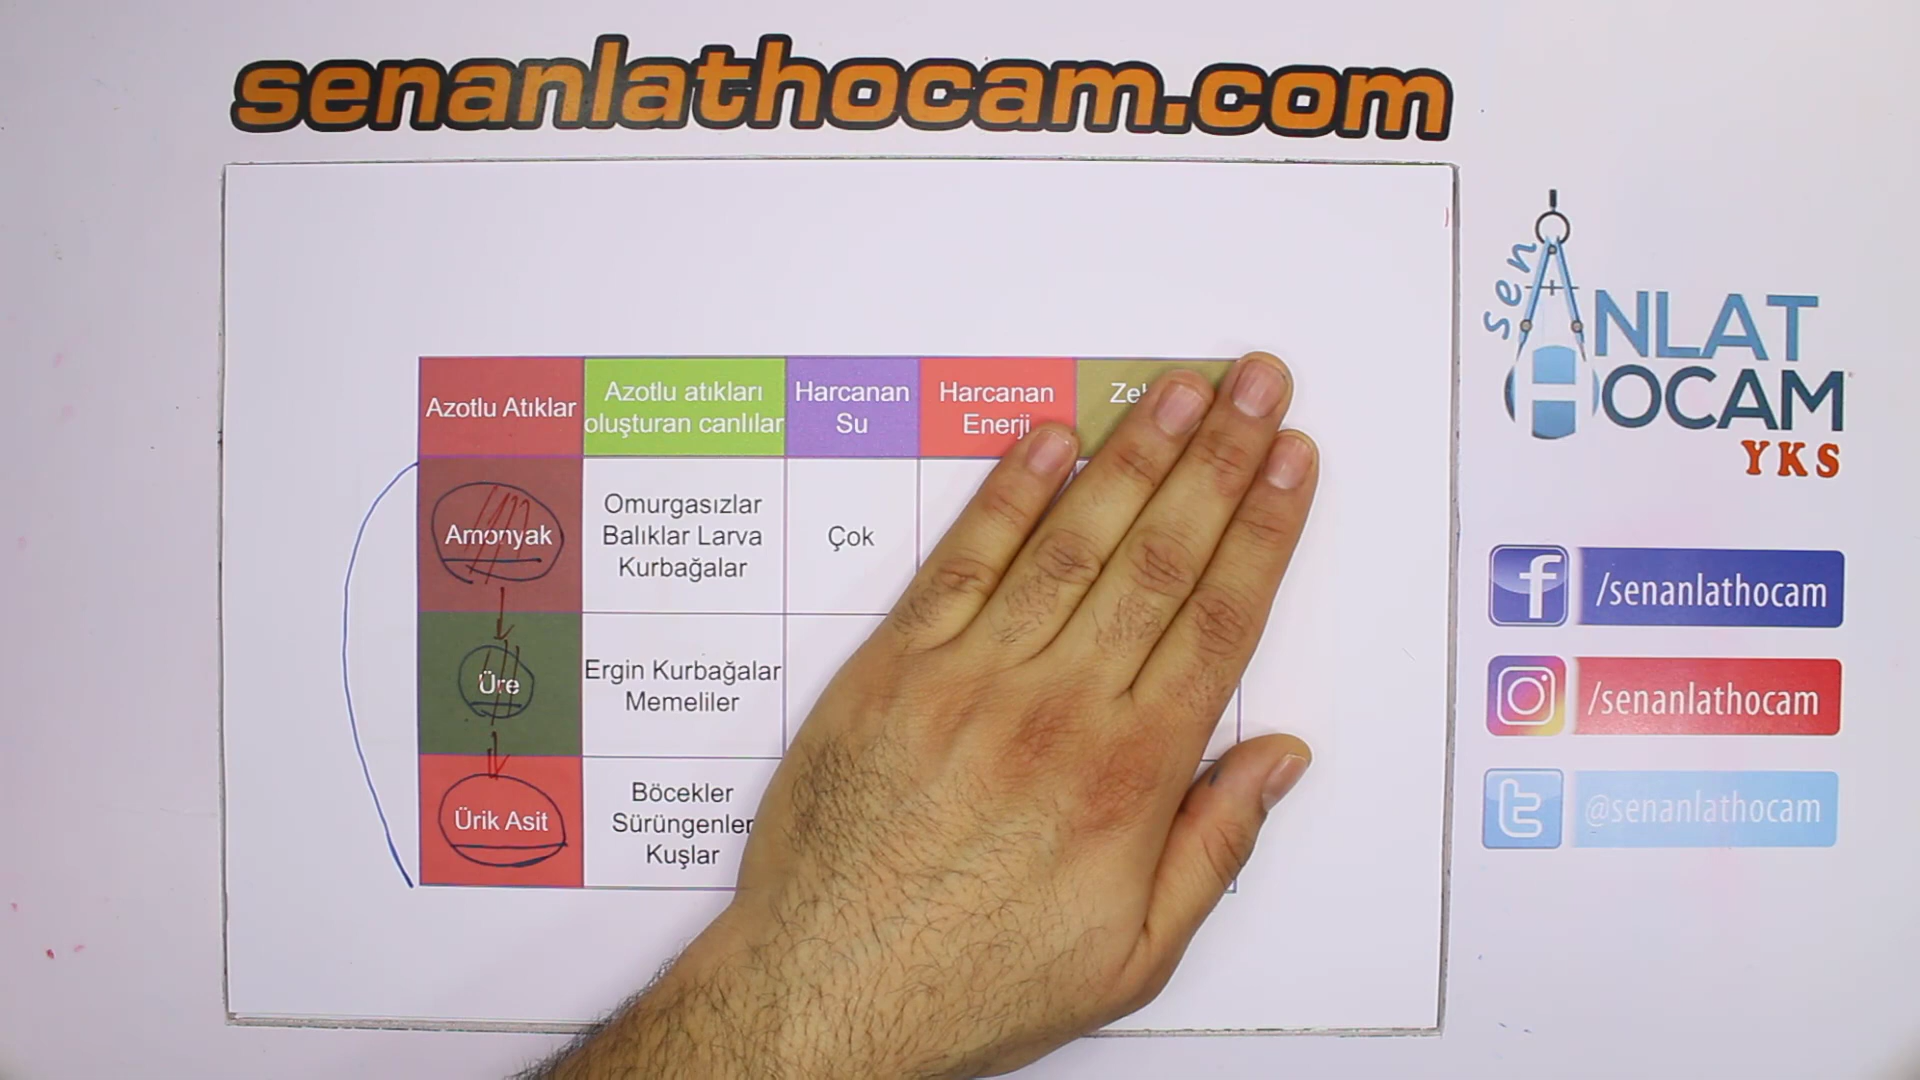 senanlathocam.com
sen
ANLAT
HOCAM
YKS
/senanlathocam
/senanlathocam
@senanlathocam
Azotlu Atıklar
Azotlu atıkları
oluşturan canlılar
Harcanan
Su
Harcanan
Enerji
Amonyak
Omurgasızlar
Balıklar Larva
Kurbağalar
Çok
Üre
Ergin Kurbağalar
Memeliler
Ürik Asit
Böcekler
Sürüngenler
Kuşlar